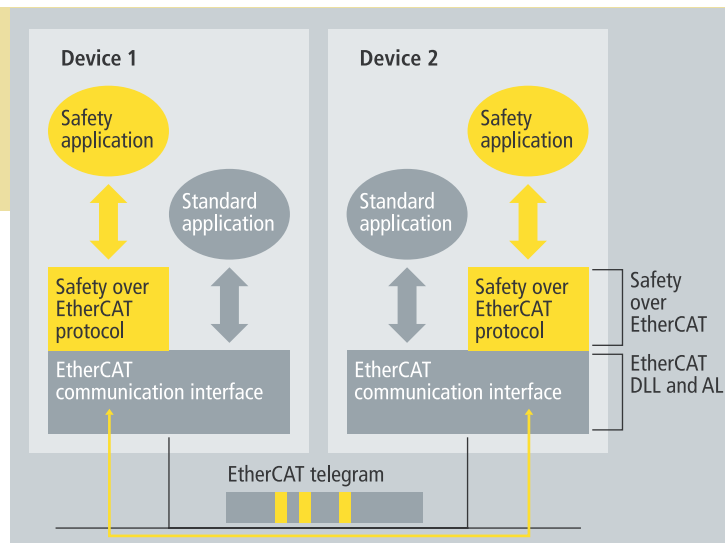 Device 1
Safety
application
Standard
application
Safety over
EtherCAT
protocol
EtherCAT
communication interface
Device 2
Safety
application
Standard
application
Safety over
EtherCAT
protocol
EtherCAT
communication interface
Safety
over
EtherCAT
EtherCAT
DLL and AL
EtherCAT telegram